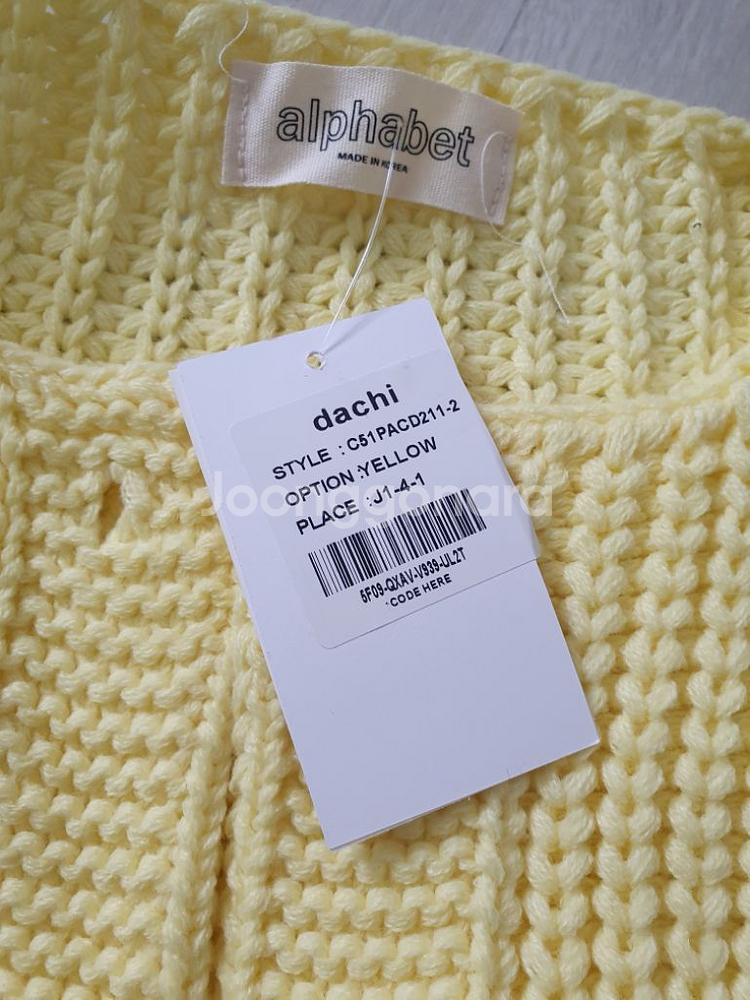 alphabet
MADE IN KOREA
dachi
STYLE : C51PACD211-2
OPTION :YELLOW
PLACE : J1-4-1
Joonggonara
5F09-QXAV-V939-UL2T
*CODE HERE